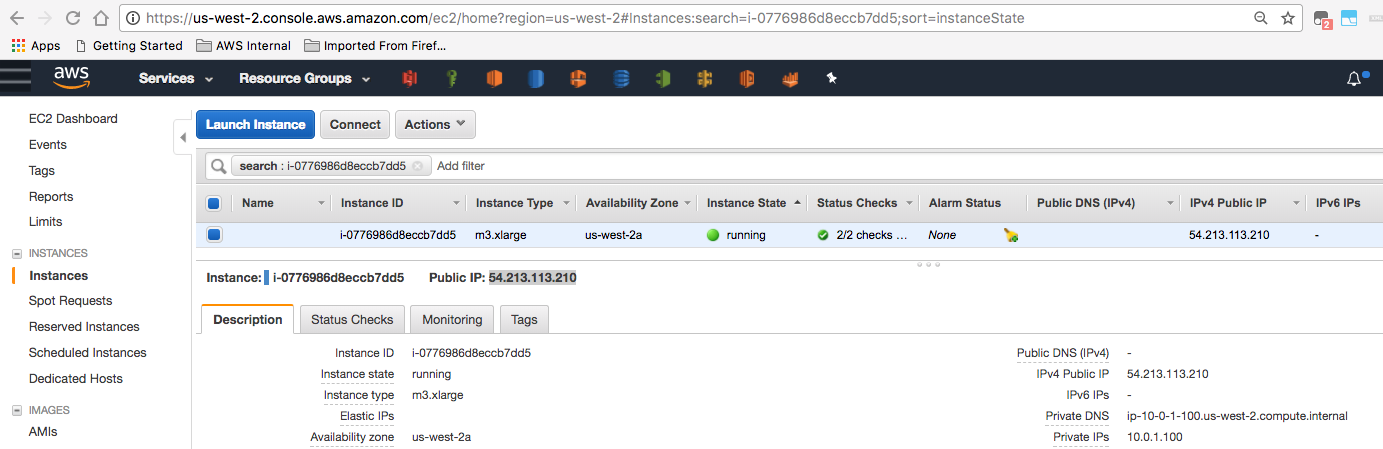 https://us-west-2.console.aws.amazon.com/ec2/home?region=us-west-2#Instances:search=i-0776986d8eccb7dd5;sort=instanceState
2
Apps Getting Started AWS Internal Imported From Firef...
aws Services Resource Groups
EC2 Dashboard
Events
Tags
Reports
Limits
INSTANCES
Instances
Spot Requests
Reserved Instances
Scheduled Instances
Dedicated Hosts
IMAGES
AMIs
Launch Instance Connect Actions
search : i-0776986d8eccb7dd5 Add filter
Name Instance ID Instance Type Availability Zone Instance State Status Checks Alarm Status Public DNS (IPv4) IPv4 Public IP IPv6 IPs
i-0776986d8eccb7dd5 m3.xlarge us-west-2a running 2/2 checks ... None 54.213.113.210 -
Instance: i-0776986d8eccb7dd5 Public IP: 54.213.113.210
Description Status Checks Monitoring Tags
Instance ID i-0776986d8eccb7dd5 Public DNS (IPv4) -
Instance state running IPv4 Public IP 54.213.113.210
Instance type m3.xlarge IPv6 IPs -
Elastic IPs Private DNS ip-10-0-1-100.us-west-2.compute.internal
Availability zone us-west-2a Private IPs 10.0.1.100